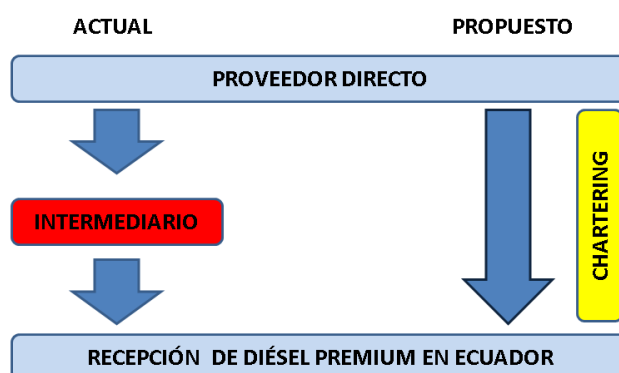 ACTUAL
PROPUESTO
PROVEEDOR DIRECTO
INTERMEDIARIO
CHARTERING
RECEPCIÓN DE DIÉSEL PREMIUM EN ECUADOR